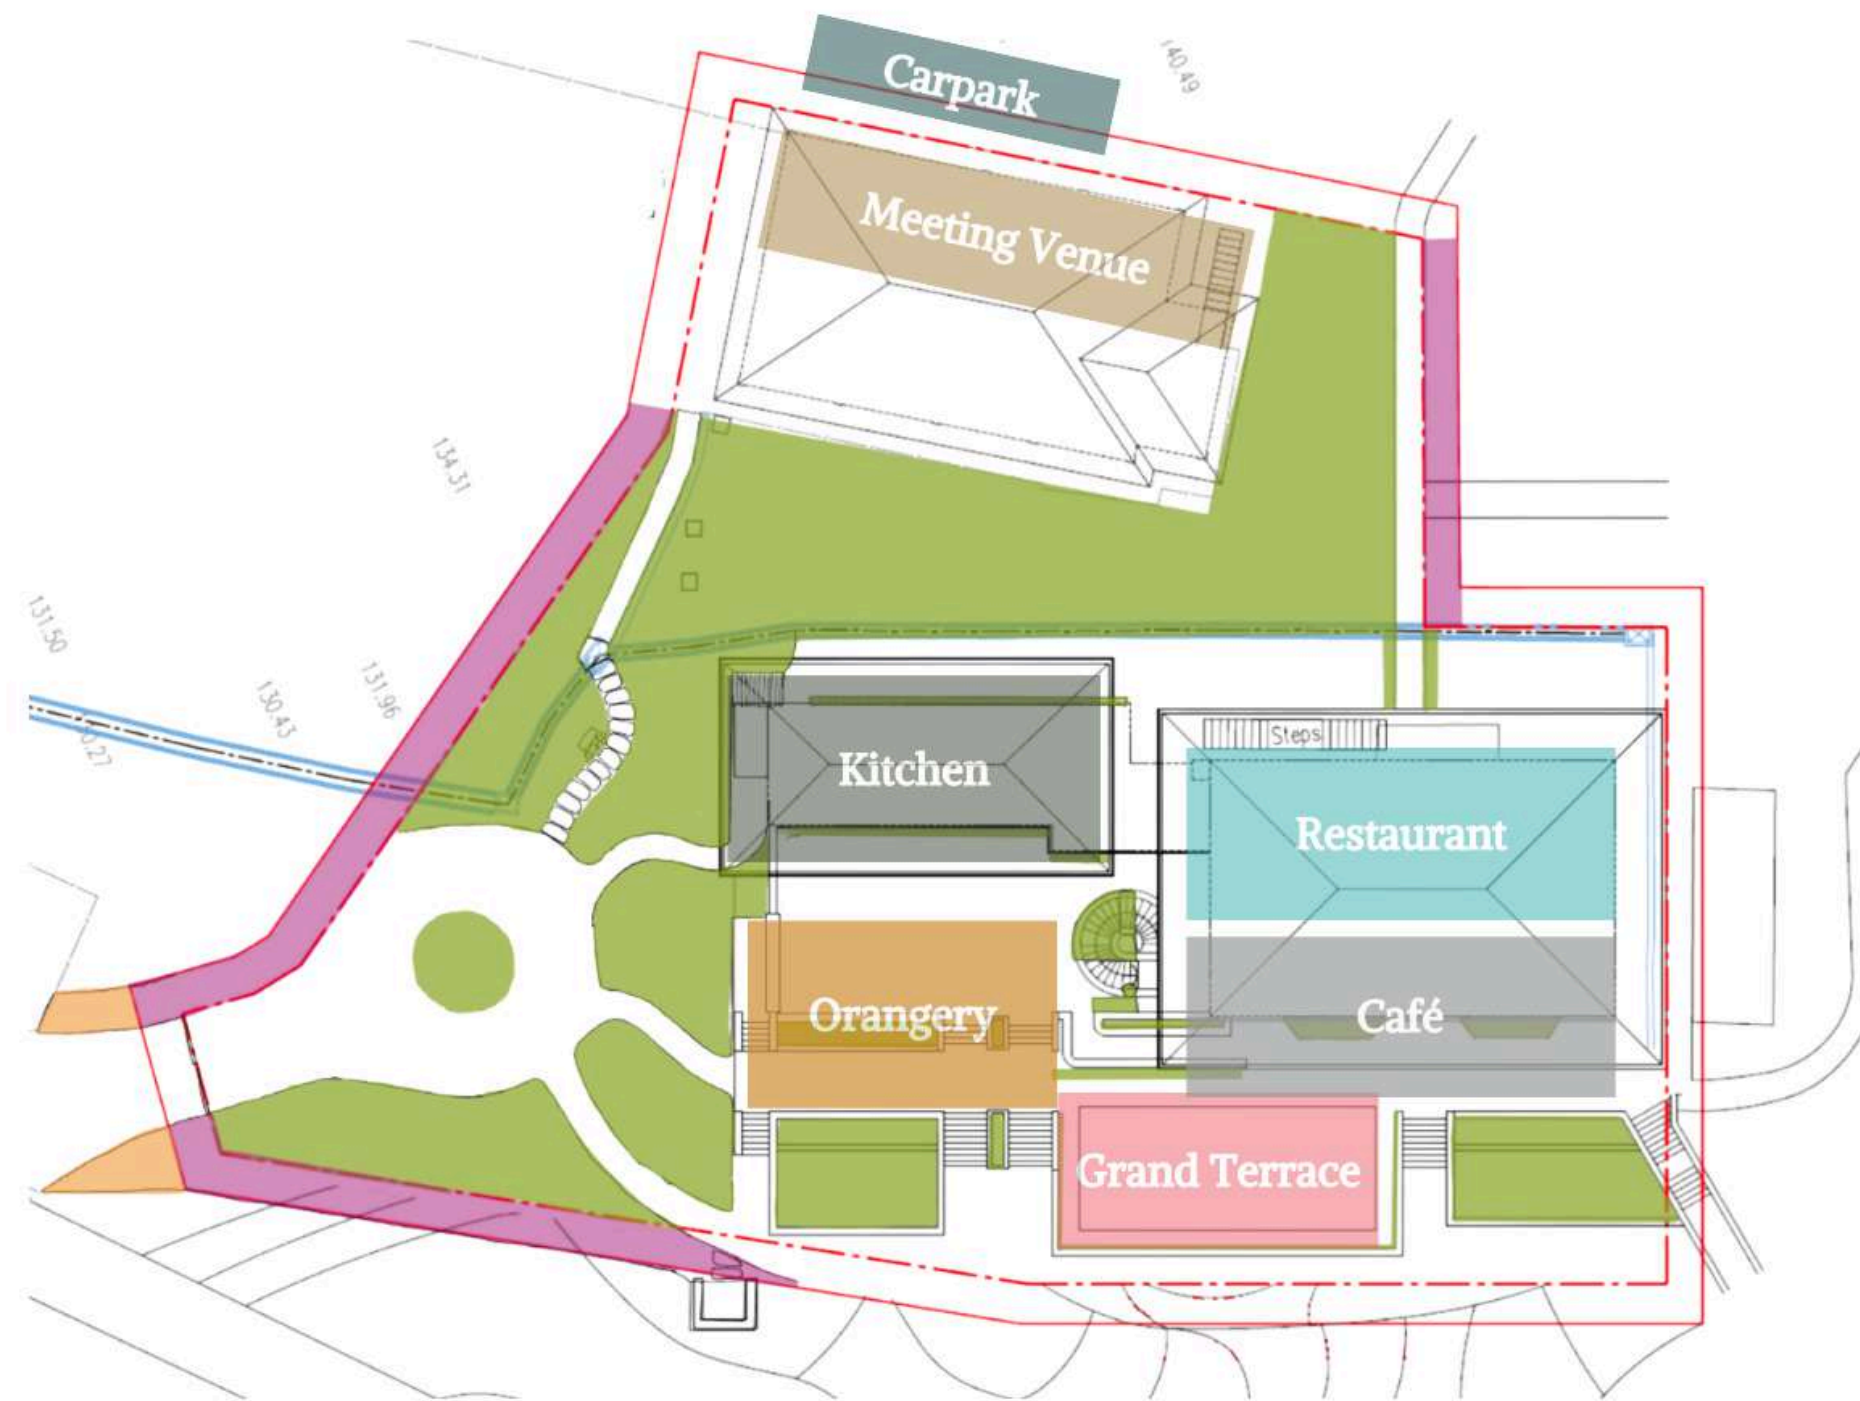 Carpark
140.49
Meeting Venue
134.31
131.50
131.96
130.43
Kitchen
Steps
Restaurant
Orangery
Café
Grand Terrace